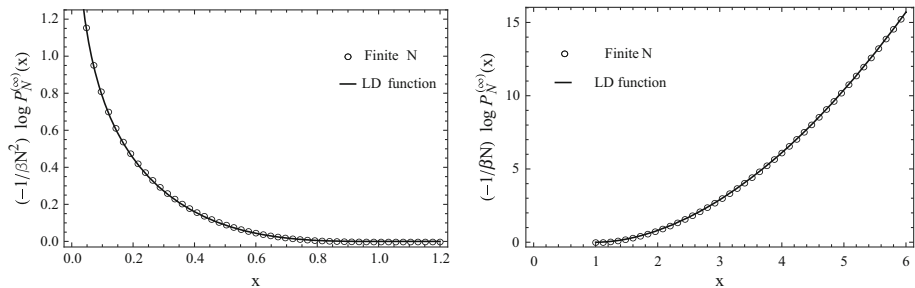 (−1/βN²) log P_N^(∞)(x)
1.2
1.0
0.8
0.6
0.4
0.2
0.0
Finite N
LD function
0.0 0.2 0.4 0.6 0.8 1.0 1.2
x
(−1/βN) log P_N^(∞)(x)
15
10
5
0
Finite N
LD function
0 1 2 3 4 5 6
x